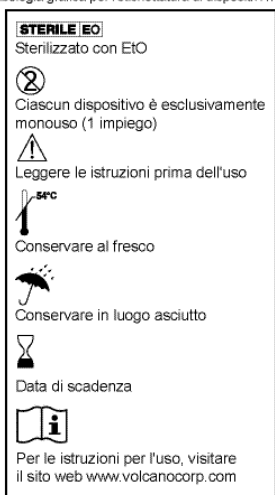 STERILE EO
Sterilizzato con EtO
2
Ciascun dispositivo è esclusivamente
monouso (1 impiego)
Leggere le istruzioni prima dell'uso
54°C
Conservare al fresco
Conservare in luogo asciutto
Data di scadenza
i
Per le istruzioni per l'uso, visitare
il sito web www.volcanocorp.com